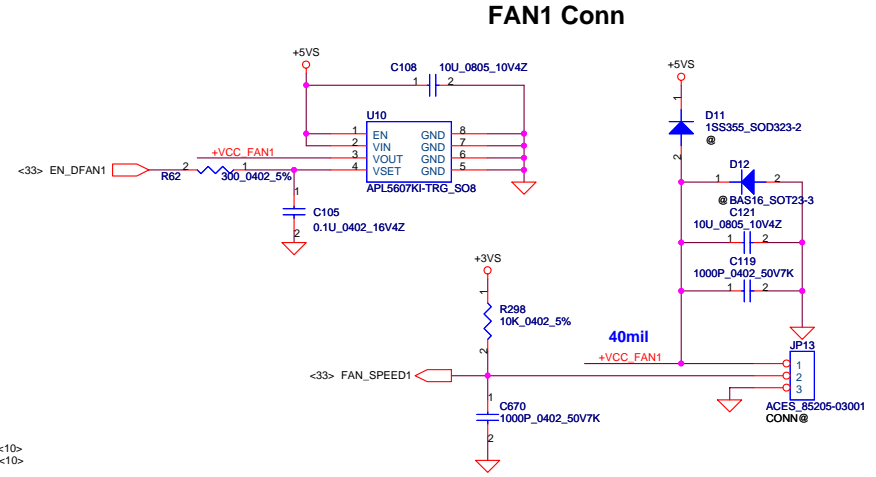 FAN1 Conn
+5VS
C108
10U_0805_10V4Z
1
2
U10
1 EN GND 8
2 VIN GND 7
+VCC_FAN1
3 VOUT GND 6
4 VSET GND 5
APL5607KI-TRG_SO8
<33> EN_DFAN1
R62
2
1
300_0402_5%
1
C105
0.1U_0402_16V4Z
2
+5VS
1
D11
1SS355_SOD323-2
@
2
D12
1
2
@BAS16_SOT23-3
C121
10U_0805_10V4Z
1
2
C119
1000P_0402_50V7K
1
2
+3VS
1
R298
10K_0402_5%
2
40mil
+VCC_FAN1
<33> FAN_SPEED1
JP13
1
2
3
ACES_85205-03001
CONN@
1
C670
1000P_0402_50V7K
2
<10>
<10>